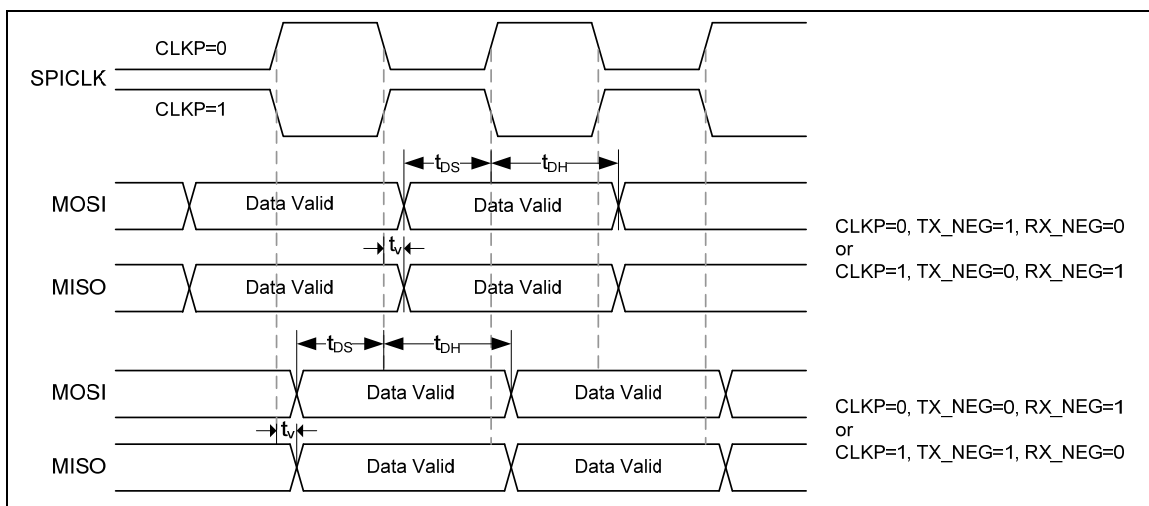 CLKP=0
SPICLK
CLKP=1
tDS
tDH
MOSI
Data Valid
Data Valid
tv
MISO
Data Valid
Data Valid
CLKP=0, TX_NEG=1, RX_NEG=0
or
CLKP=1, TX_NEG=0, RX_NEG=1
tDS
tDH
MOSI
Data Valid
Data Valid
tv
MISO
Data Valid
Data Valid
CLKP=0, TX_NEG=0, RX_NEG=1
or
CLKP=1, TX_NEG=1, RX_NEG=0